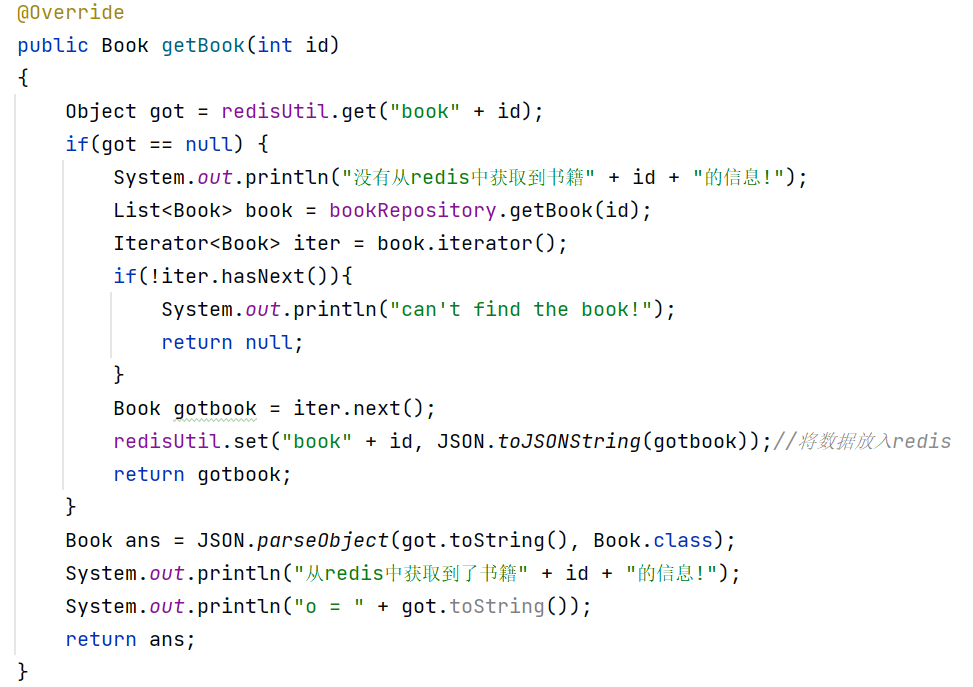 @Override
public Book getBook(int id)
{
    Object got = redisUtil.get("book" + id);
    if(got == null) {
        System.out.println("没有从redis中获取到书籍" + id + "的信息!");
        List<Book> book = bookRepository.getBook(id);
        Iterator<Book> iter = book.iterator();
        if(!iter.hasNext()){
            System.out.println("can't find the book!");
            return null;
        }
        Book gotbook = iter.next();
        redisUtil.set("book" + id, JSON.toJSONString(gotbook));//将数据放入redis
        return gotbook;
    }
    Book ans = JSON.parseObject(got.toString(), Book.class);
    System.out.println("从redis中获取到了书籍" + id + "的信息!");
    System.out.println("o = " + got.toString());
    return ans;
}